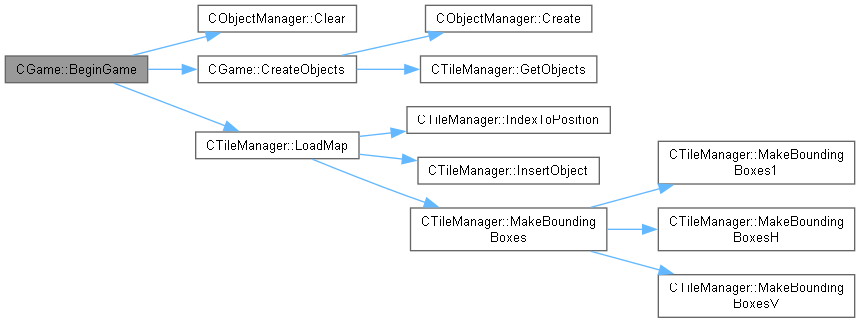 CObjectManager::Clear
CObjectManager::Create
CGame::BeginGame
CGame::CreateObjects
CTileManager::GetObjects
CTileManager::LoadMap
CTileManager::IndexToPosition
CTileManager::InsertObject
CTileManager::MakeBounding
Boxes
CTileManager::MakeBounding
Boxes1
CTileManager::MakeBounding
BoxesH
CTileManager::MakeBounding
BoxesV